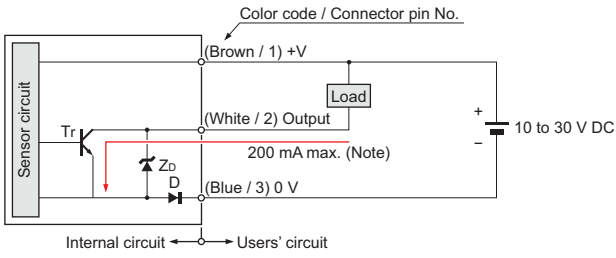 Color code / Connector pin No.
(Brown / 1) +V
Load
(White / 2) Output
Sensor circuit
Tr
+
10 to 30 V DC
−
200 mA max. (Note)
ZD
D
(Blue / 3) 0 V
Internal circuit
Users' circuit